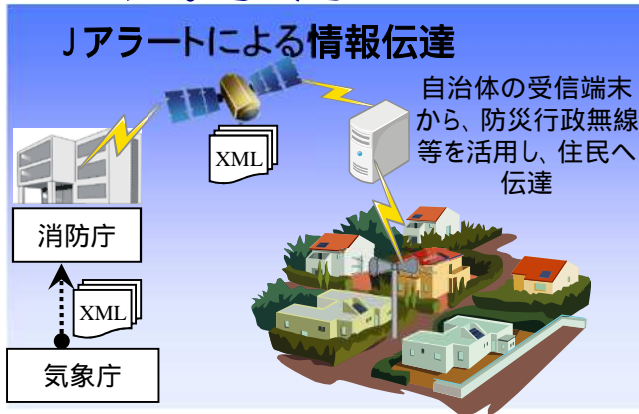 Jアラートによる情報伝達
自治体の受信端末
から、防災行政無線
等を活用し、住民へ
伝達
XML
消防庁
XML
気象庁